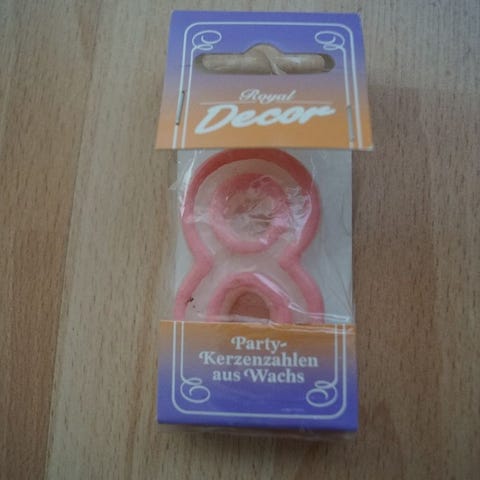 Royal
Decor
Party-
Kerzenzahlen
aus Wachs